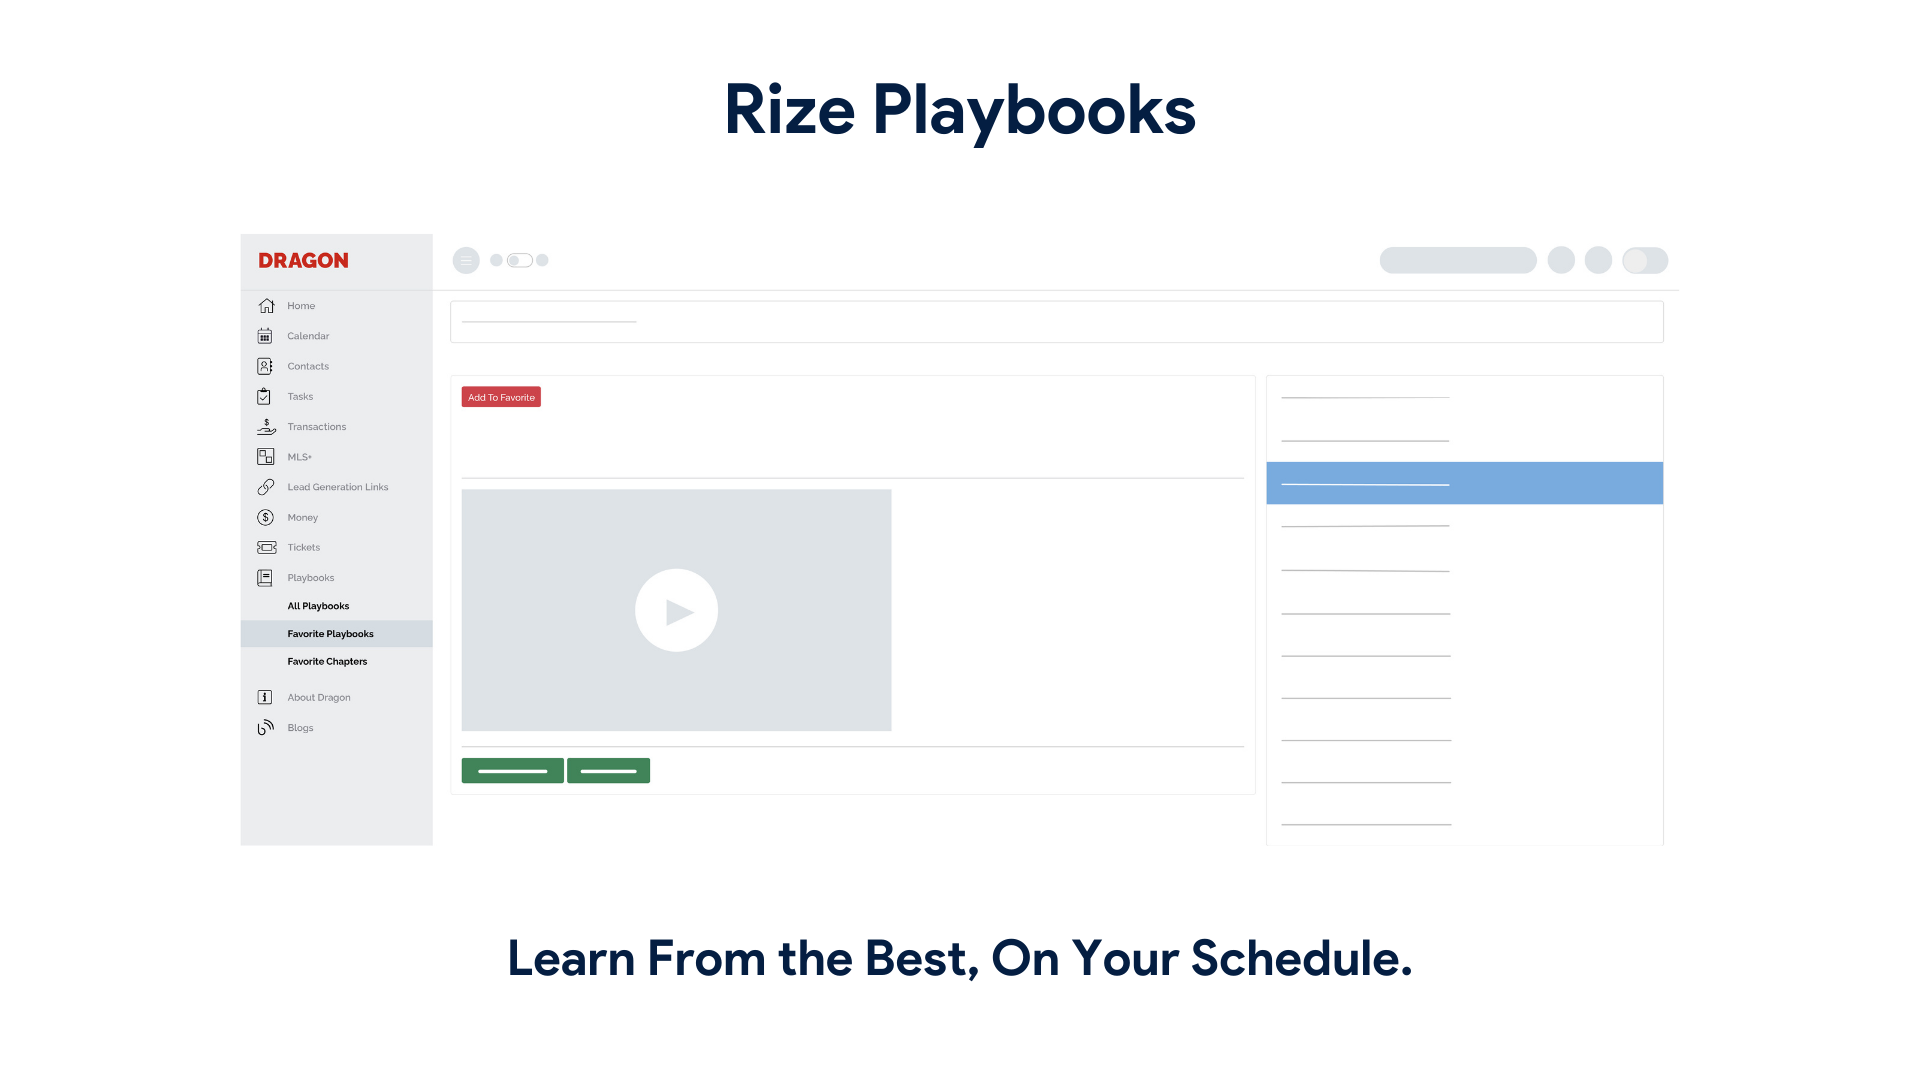 Rize Playbooks
DRAGON
Home
Calendar
Contacts
Tasks
Transactions
MLS+
Lead Generation Links
Money
Tickets
Playbooks
All Playbooks
Favorite Playbooks
Favorite Chapters
About Dragon
Blogs
Add To Favorite
Learn From the Best, On Your Schedule.